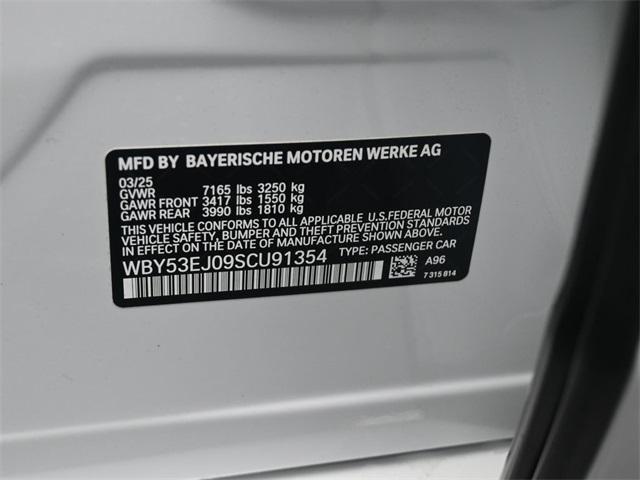 MFD BY BAYERISCHE MOTOREN WERKE AG
03/25
GVWR 7165 lbs 3250 kg
GAWR FRONT 3417 lbs 1550 kg
GAWR REAR 3990 lbs 1810 kg
THIS VEHICLE CONFORMS TO ALL APPLICABLE U.S.FEDERAL MOTOR
VEHICLE SAFETY, BUMPER, AND THEFT PREVENTION STANDARDS
IN EFFECT ON THE DATE OF MANUFACTURE SHOWN ABOVE.
WBY53EJ09SCU91354 TYPE: PASSENGER CAR
A96
7 315 814